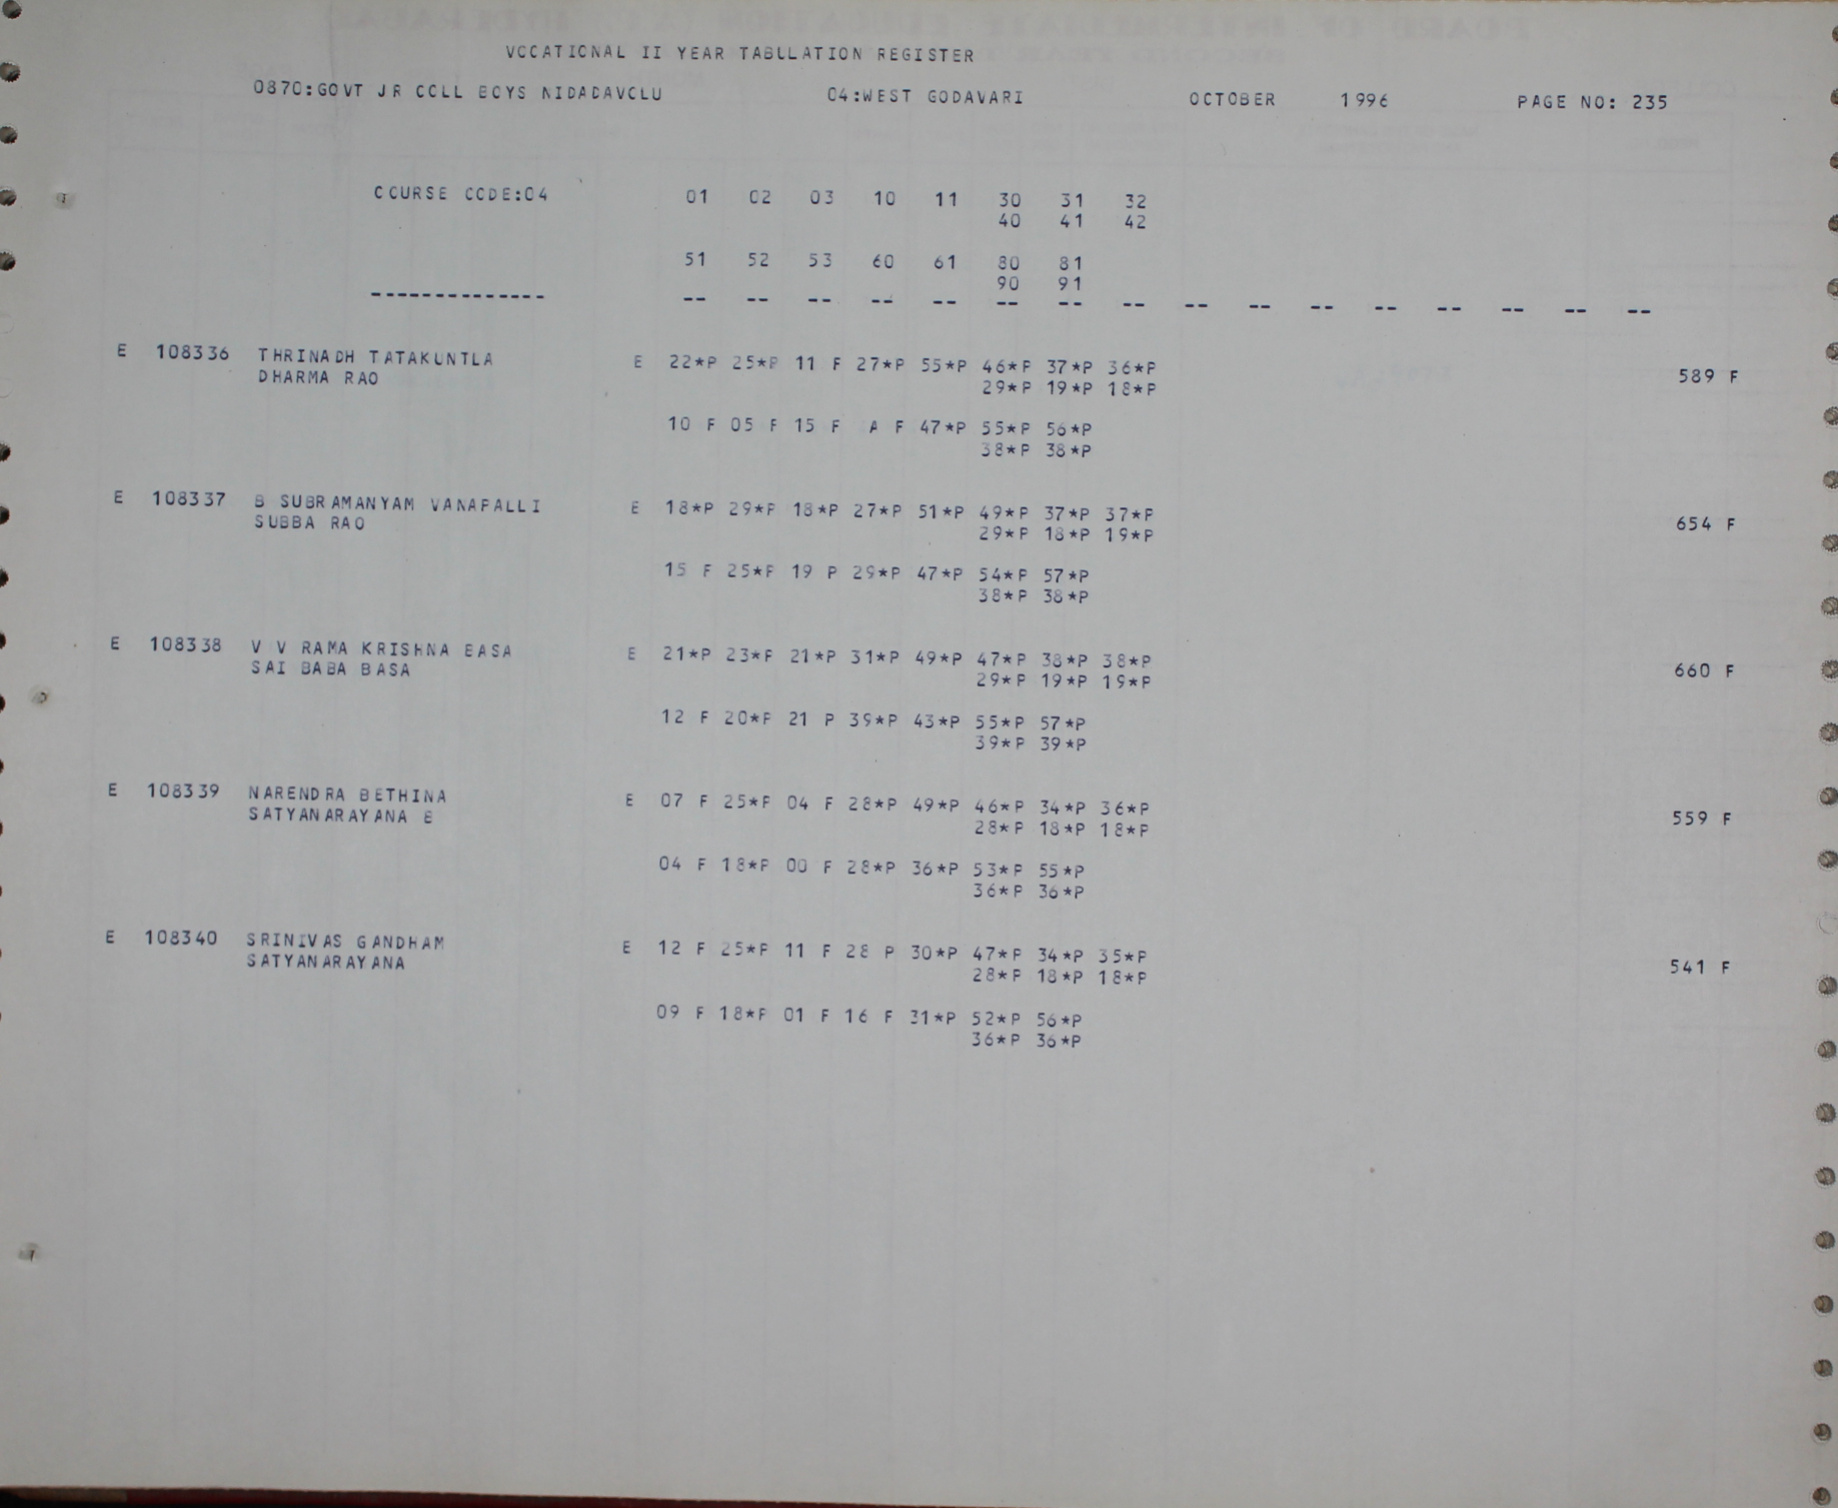 VOCATIONAL II YEAR TABULATION REGISTER
0870:GOVT JR COLL BOYS NIDADAVOLU 04:WEST GODAVARI OCTOBER 1996 PAGE NO: 235
COURSE CODE:04 01 02 03 10 11 30 31 32
40 41 42
51 52 53 60 61 80 81
90 91
-------------- -- -- -- -- -- -- -- -- -- -- -- -- -- -- -- --
E 108336 THRINADH TATAKUNTLA E 22*P 25*P 11 F 27*P 55*P 46*P 37*P 36*P
DHARMA RAO 29*P 19*P 18*P 589 F
10 F 05 F 15 F A F 47*P 55*P 56*P
38*P 38*P
E 108337 B SUBRAMANYAM VANAPALLI E 18*P 29*P 18*P 27*P 51*P 49*P 37*P 37*P
SUBBA RAO 29*P 18*P 19*P 654 F
15 F 25*P 19 P 29*P 47*P 54*P 57*P
38*P 38*P
E 108338 V V RAMA KRISHNA BASA E 21*P 23*P 21*P 31*P 49*P 47*P 38*P 38*P
SAI BABA BASA 29*P 19*P 19*P 660 F
12 F 20*P 21 P 39*P 43*P 55*P 57*P
39*P 39*P
E 108339 NARENDRA BETHINA E 07 F 25*P 04 F 28*P 49*P 46*P 34*P 36*P
SATYANARAYANA B 28*P 18*P 18*P 559 F
04 F 18*P 00 F 28*P 36*P 53*P 55*P
36*P 36*P
E 108340 SRINIVAS GANDHAM E 12 F 25*P 11 F 28 P 30*P 47*P 34*P 35*P
SATYANARAYANA 28*P 18*P 18*P 541 F
09 F 18*P 01 F 16 F 31*P 52*P 56*P
36*P 36*P